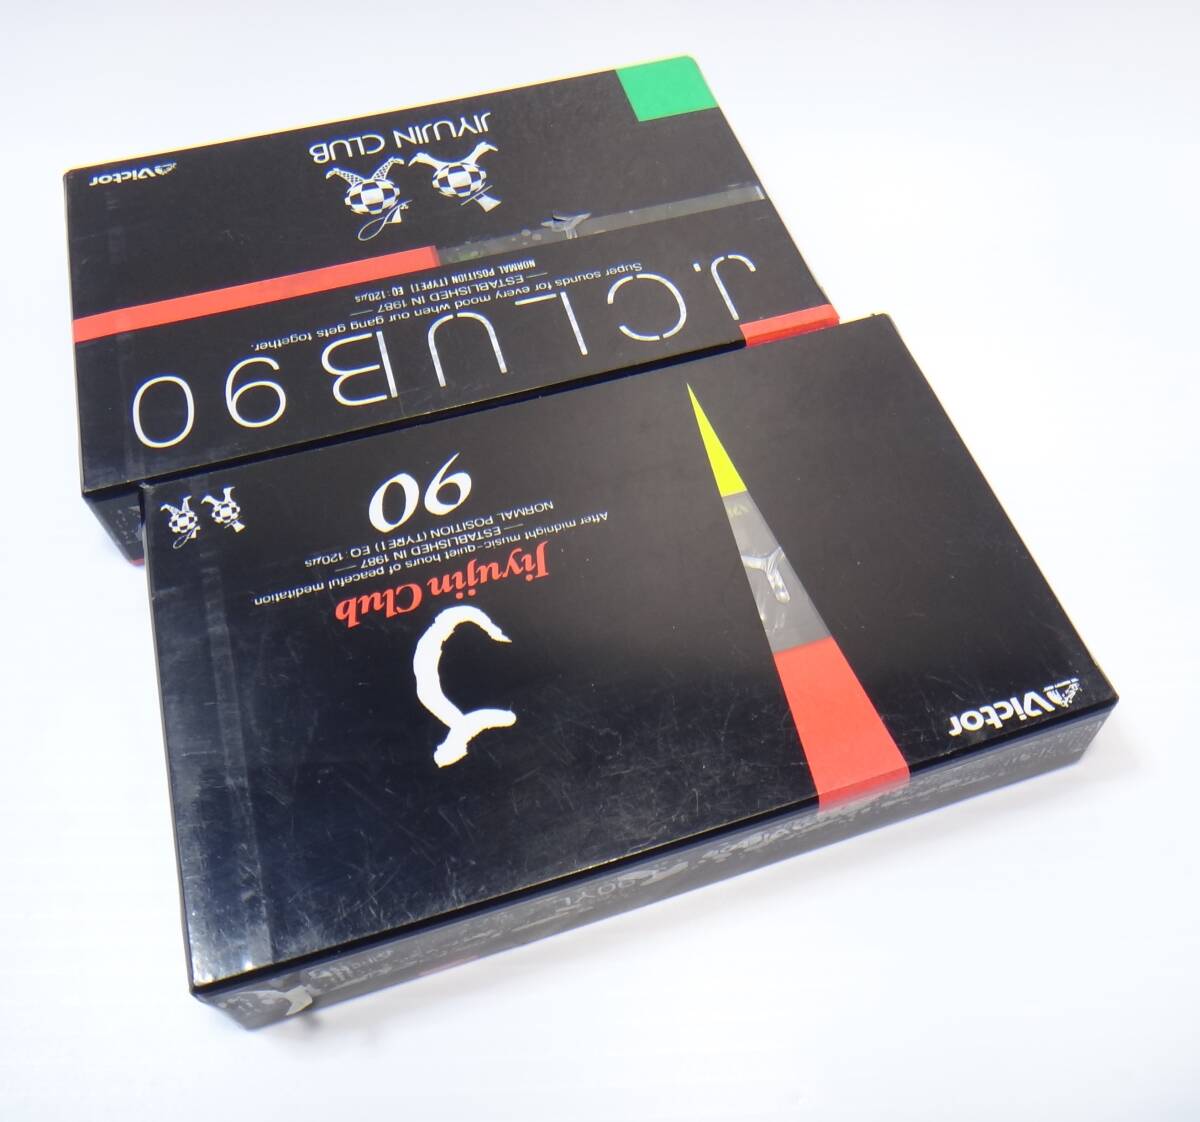 J.CLUB 90
Super sounds for every mood when our gang gets together.
— ESTABLISHED IN 1987 —
NORMAL POSITION (TYPE I) EQ:120μs
JIYUJIN CLUB
Victor
Victor
Jiyujin Club
After midnight music-quiet hours of peaceful meditation
— ESTABLISHED IN 1987 —
NORMAL POSITION (TYPE I) EQ:120μs
90